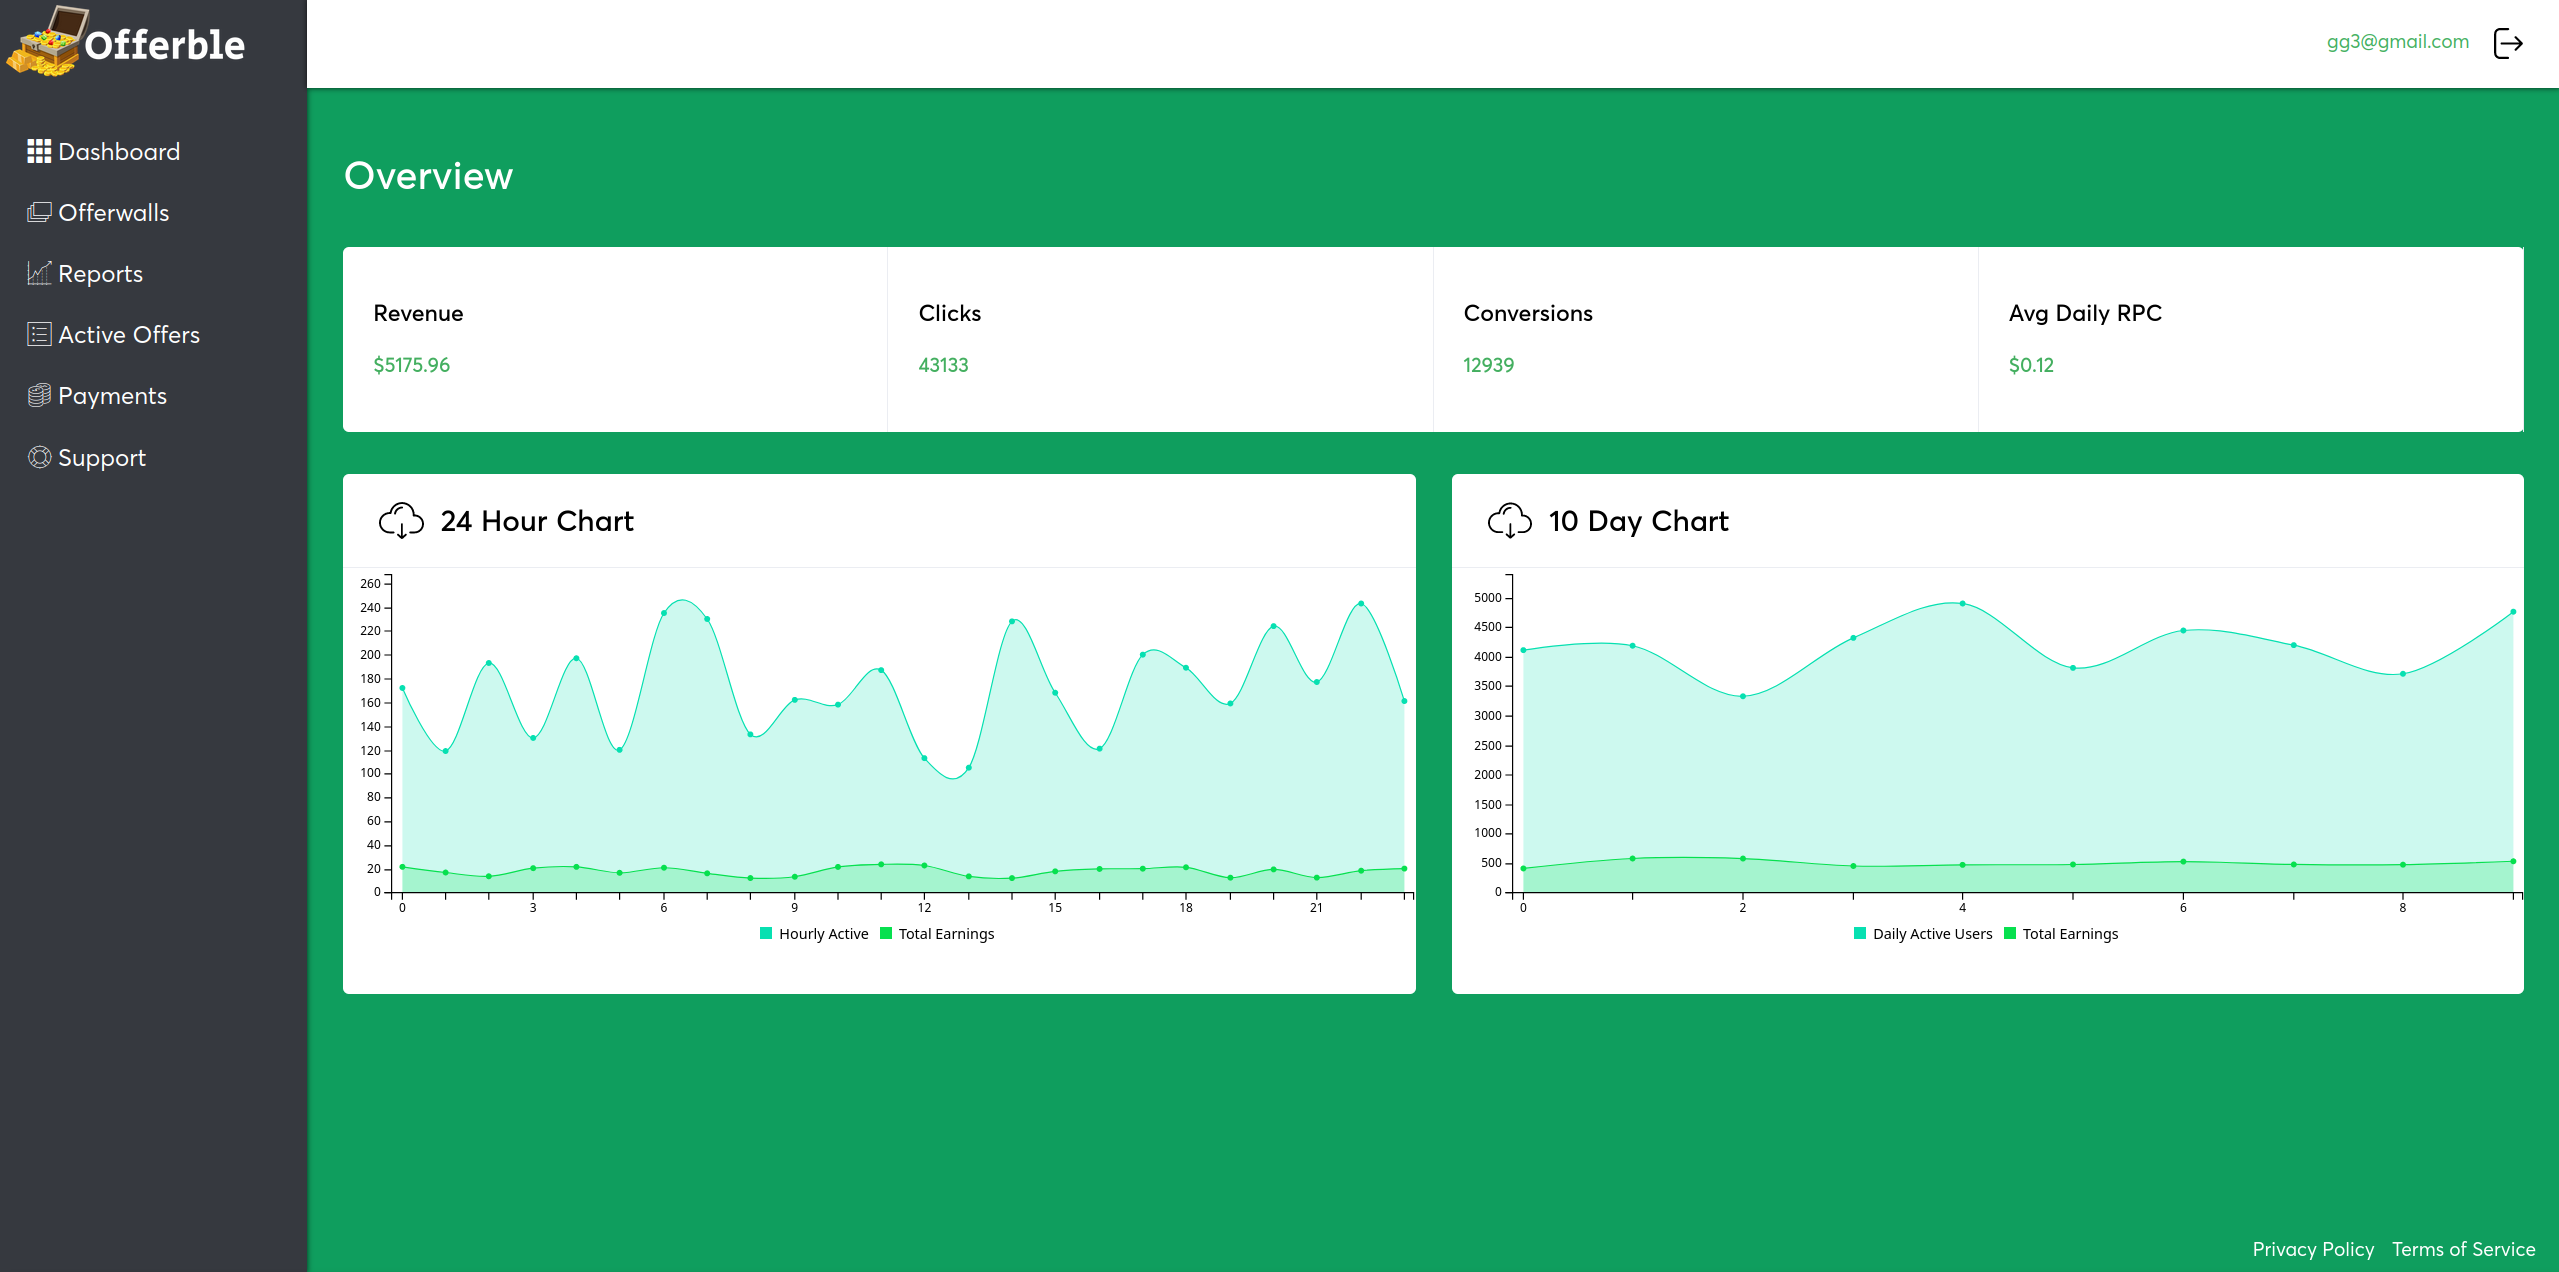 Offerble
gg3@gmail.com
Dashboard
Offerwalls
Reports
Active Offers
Payments
Support
Overview
Revenue
$5175.96
Clicks
43133
Conversions
12939
Avg Daily RPC
$0.12
24 Hour Chart
260
240
220
200
180
160
140
120
100
80
60
40
20
0
0 3 6 9 12 15 18 21
Hourly Active Total Earnings
10 Day Chart
5000
4500
4000
3500
3000
2500
2000
1500
1000
500
0
0 2 4 6 8
Daily Active Users Total Earnings
Privacy Policy Terms of Service